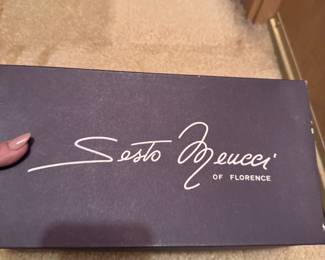 Sesto Meucci
OF FLORENCE